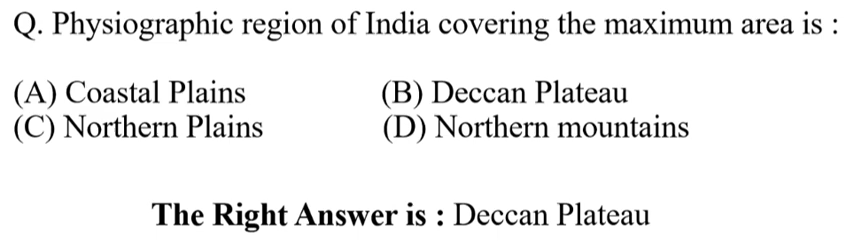 Q. Physiographic region of India covering the maximum area is :
(A) Coastal Plains (B) Deccan Plateau
(C) Northern Plains (D) Northern mountains
The Right Answer is : Deccan Plateau